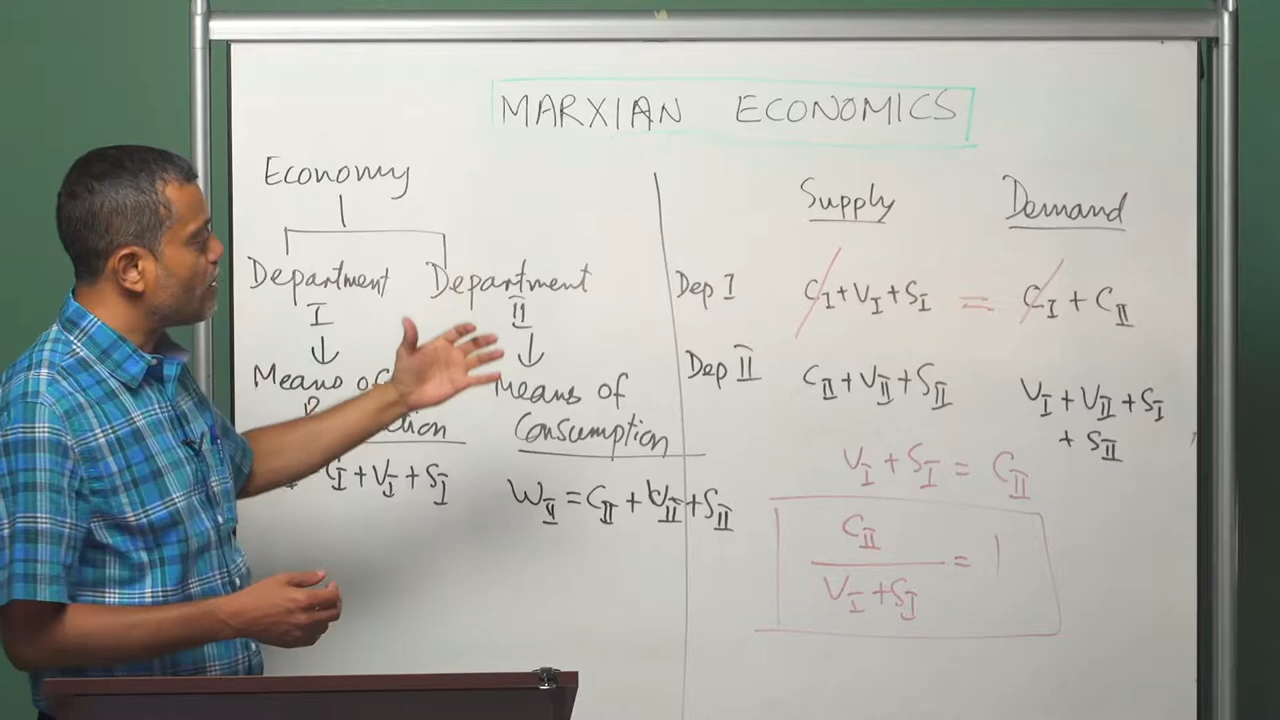 MARXIAN ECONOMICS
Economy
Department Department
I II
Means of Means of
Consumption
C_I + V_I + S_I
W_II = C_II + V_II + S_II
Supply Demand
Dep I C_I + V_I + S_I = C_I + C_II
Dep II C_II + V_II + S_II V_I + V_II + S_I
+ S_II
V_I + S_I = C_II
C_II
= 1
V_I + S_I